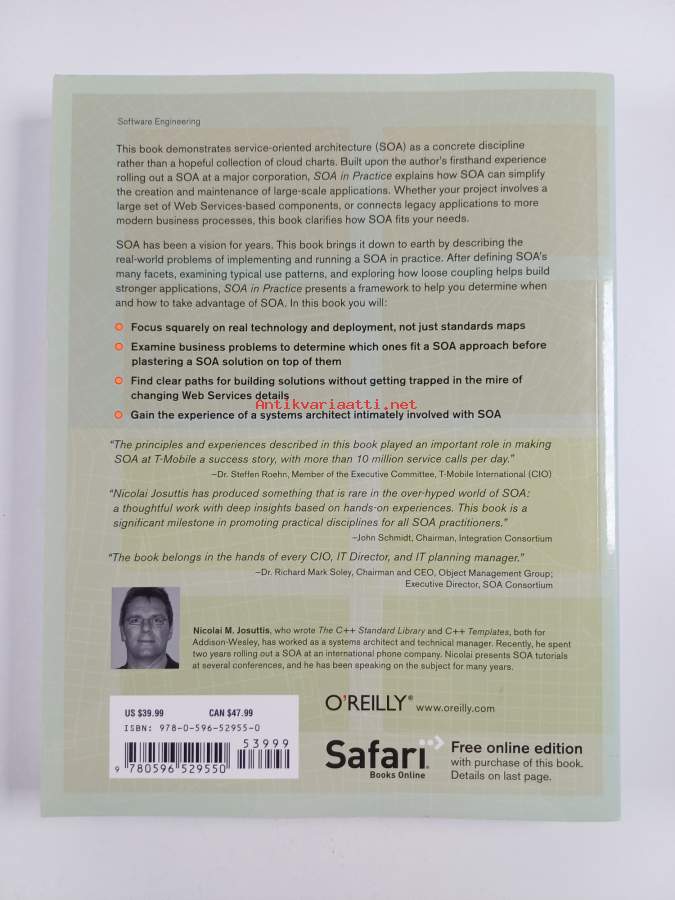 Software Engineering
This book demonstrates service-oriented architecture (SOA) as a concrete discipline
rather than a hopeful collection of cloud charts. Built upon the author's firsthand experience
rolling out a SOA at a major corporation, SOA in Practice explains how SOA can simplify
the creation and maintenance of large-scale applications. Whether your project involves a
large set of Web Services-based components, or connects legacy applications to more
modern business processes, this book clarifies how SOA fits your needs.
SOA has been a vision for years. This book brings it down to earth by describing the
real-world problems of implementing and running a SOA in practice. After defining SOA's
many facets, examining typical use patterns, and exploring how loose coupling helps build
stronger applications, SOA in Practice presents a framework to help you determine when
and how to take advantage of SOA. In this book you will:
Focus squarely on real technology and deployment, not just standards maps
Examine business problems to determine which ones fit a SOA approach before
plastering a SOA solution on top of them
Find clear paths for building solutions without getting trapped in the mire of
changing Web Services details
Antikvariaatti.net
Gain the experience of a systems architect intimately involved with SOA
"The principles and experiences described in this book played an important role in making
SOA at T-Mobile a success story, with more than 10 million service calls per day."
–Dr. Steffen Roehn, Member of the Executive Committee, T-Mobile International (CIO)
"Nicolai Josuttis has produced something that is rare in the over-hyped world of SOA:
a thoughtful work with deep insights based on hands-on experiences. This book is a
significant milestone in promoting practical disciplines for all SOA practitioners."
–John Schmidt, Chairman, Integration Consortium
"The book belongs in the hands of every CIO, IT Director, and IT planning manager."
–Dr. Richard Mark Soley, Chairman and CEO, Object Management Group;
Executive Director, SOA Consortium
Nicolai M. Josuttis, who wrote The C++ Standard Library and C++ Templates, both for
Addison-Wesley, has worked as a systems architect and technical manager. Recently, he spent
two years rolling out a SOA at an international phone company. Nicolai presents SOA tutorials
at several conferences, and he has been speaking on the subject for many years.
US $39.99 CAN $47.99
ISBN: 978-0-596-52955-0
53999
9 780596 529550
O'REILLY® www.oreilly.com
Safari
Books Online
Free online edition
with purchase of this book.
Details on last page.